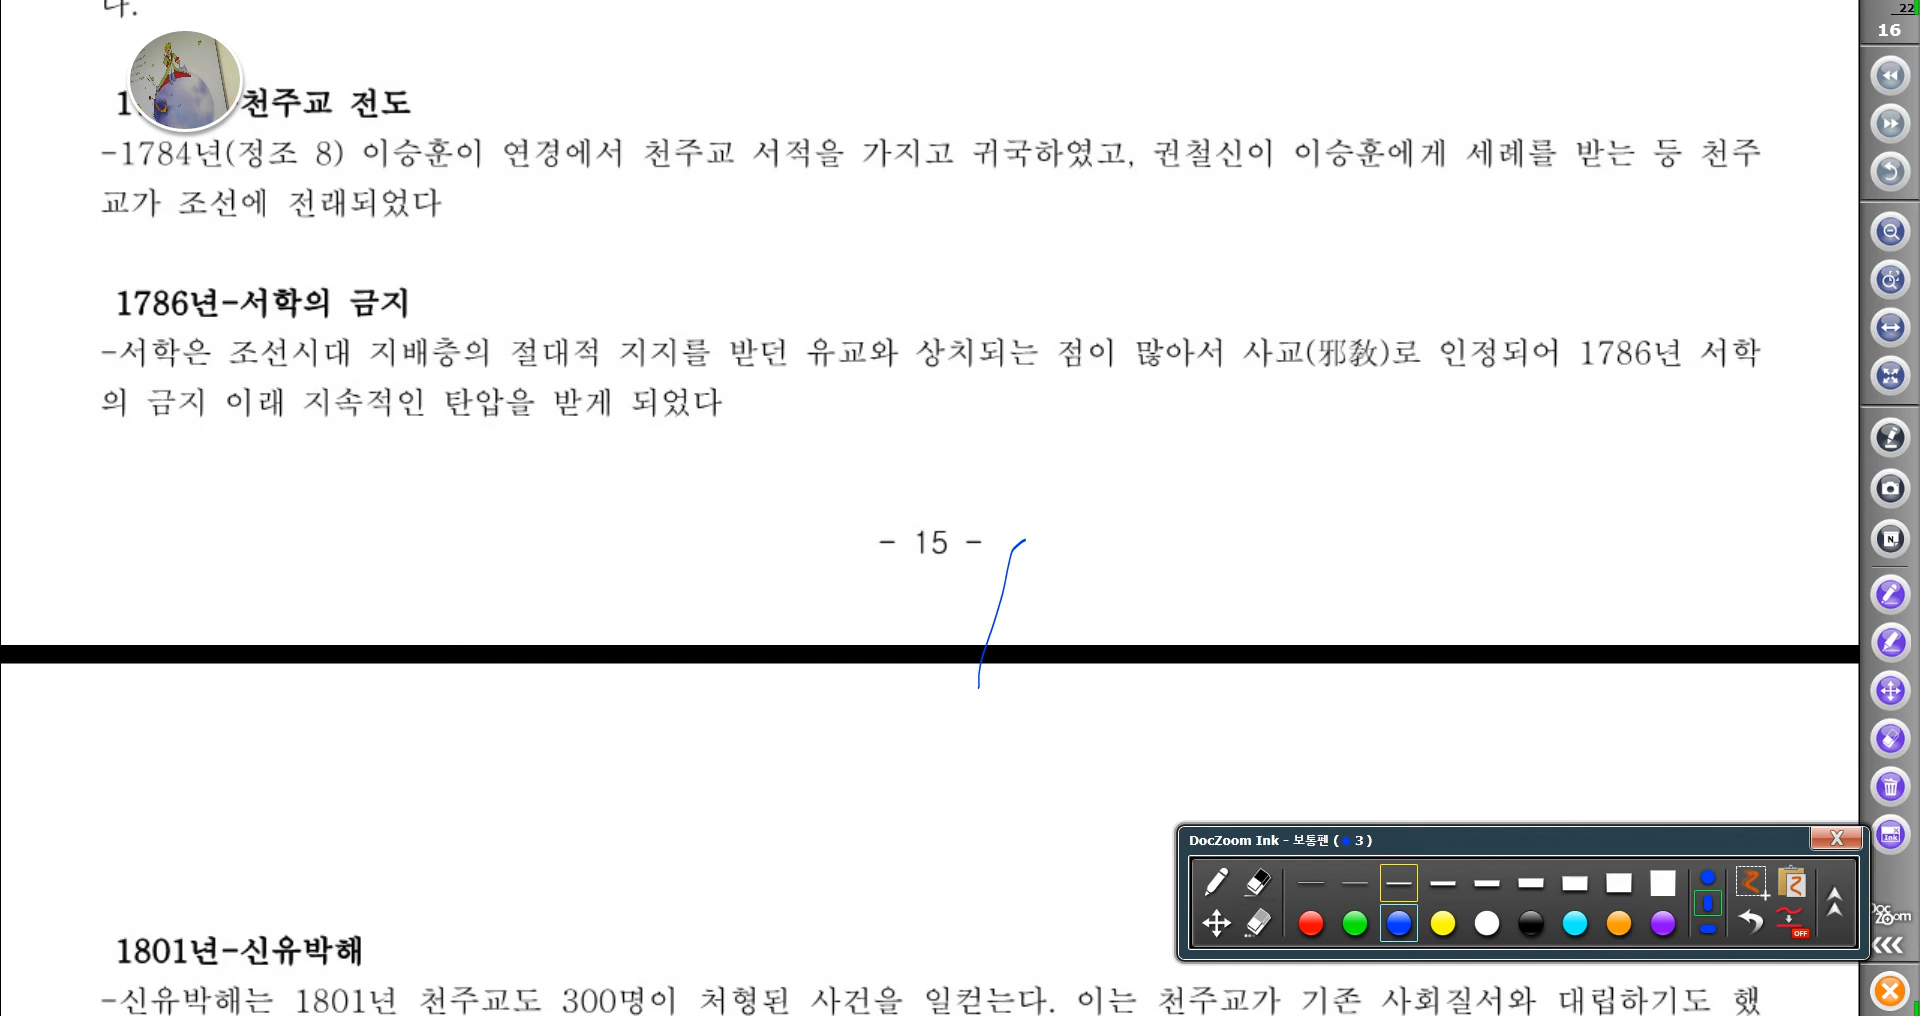 다.
22
16
천주교 전도
-1784년(정조 8) 이승훈이 연경에서 천주교 서적을 가지고 귀국하였고, 권철신이 이승훈에게 세례를 받는 등 천주
교가 조선에 전래되었다
1786년-서학의 금지
-서학은 조선시대 지배층의 절대적 지지를 받던 유교와 상치되는 점이 많아서 사교(邪敎)로 인정되어 1786년 서학
의 금지 이래 지속적인 탄압을 받게 되었다
- 15 -
DocZoom Ink - 보통펜 ( 3 )
OFF
N
Ink
Doc
Zoom
1801년-신유박해
-신유박해는 1801년 천주교도 300명이 처형된 사건을 일컫는다. 이는 천주교가 기존 사회질서와 대립하기도 했